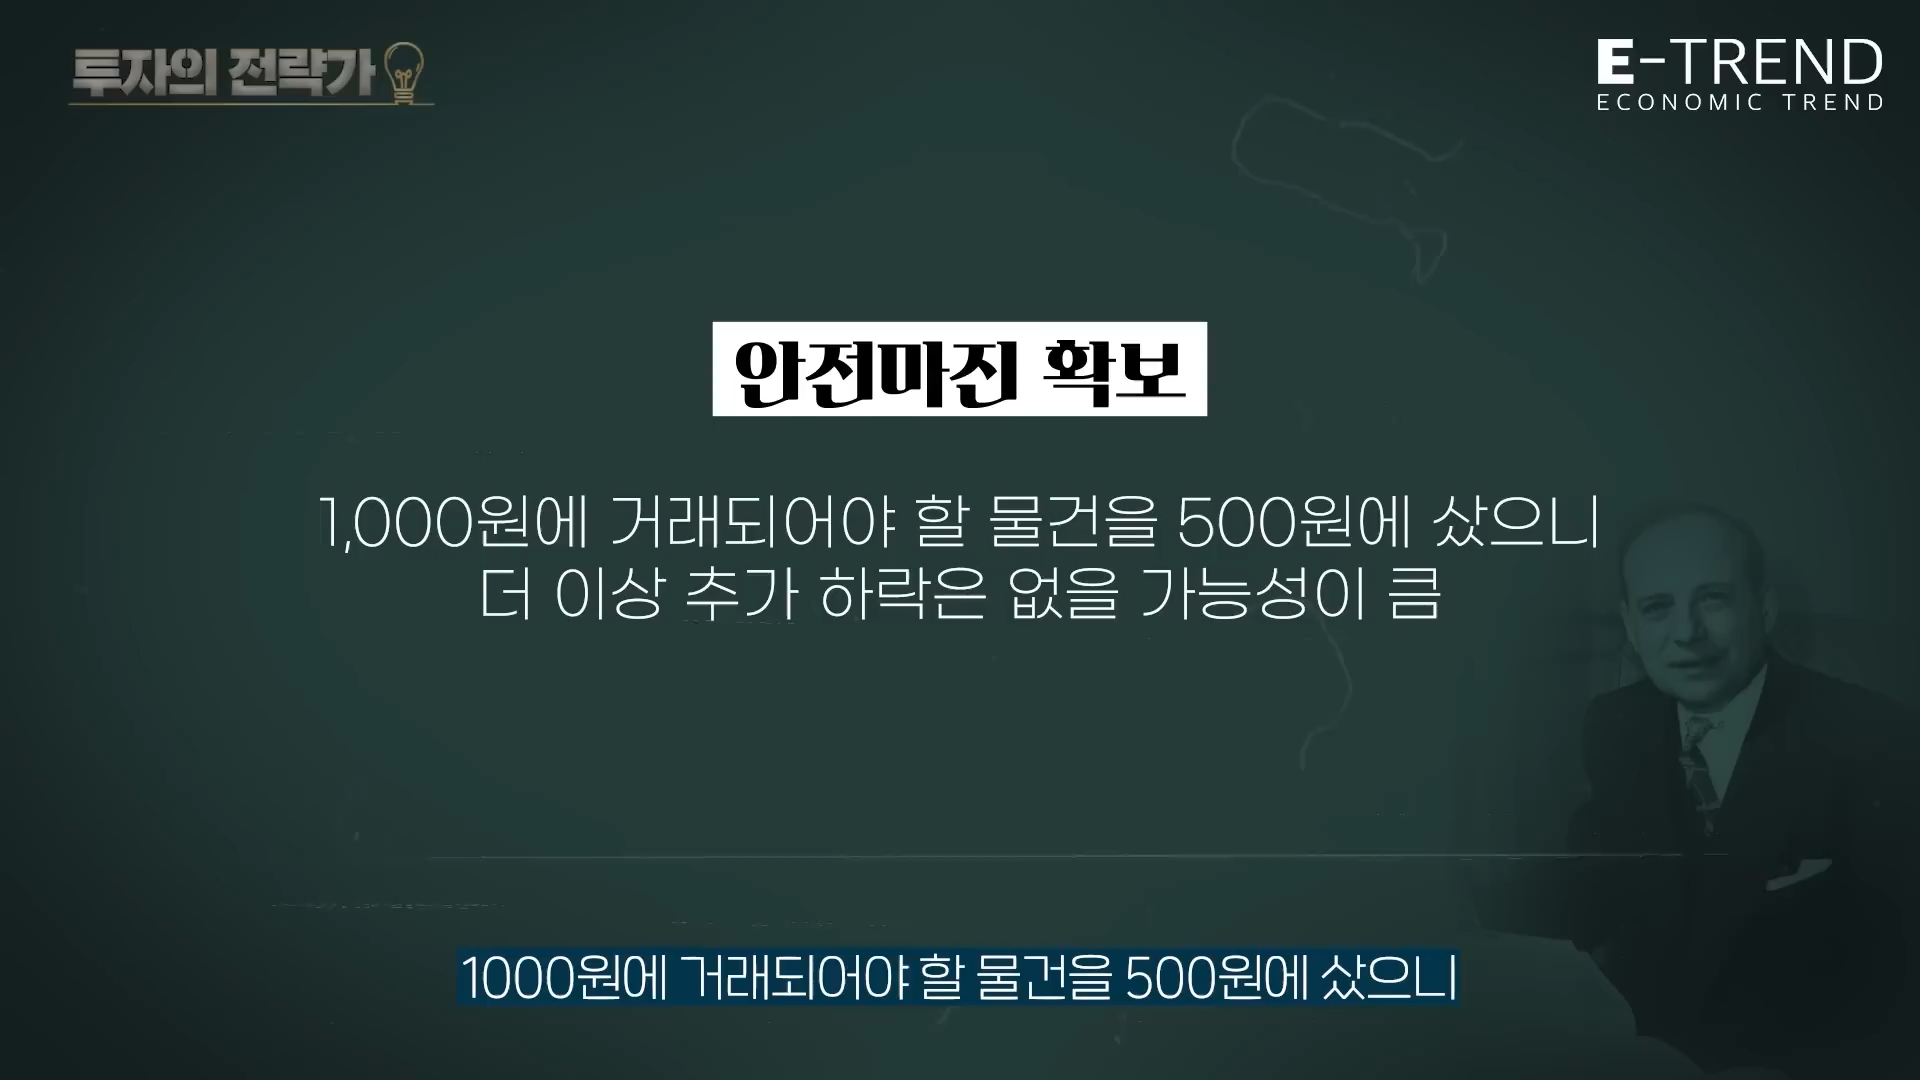 투자의 전략가
E-TREND
ECONOMIC TREND
안전마진 확보
1,000원에 거래되어야 할 물건을 500원에 샀으니
더 이상 추가 하락은 없을 가능성이 큼
1000원에 거래되어야 할 물건을 500원에 샀으니